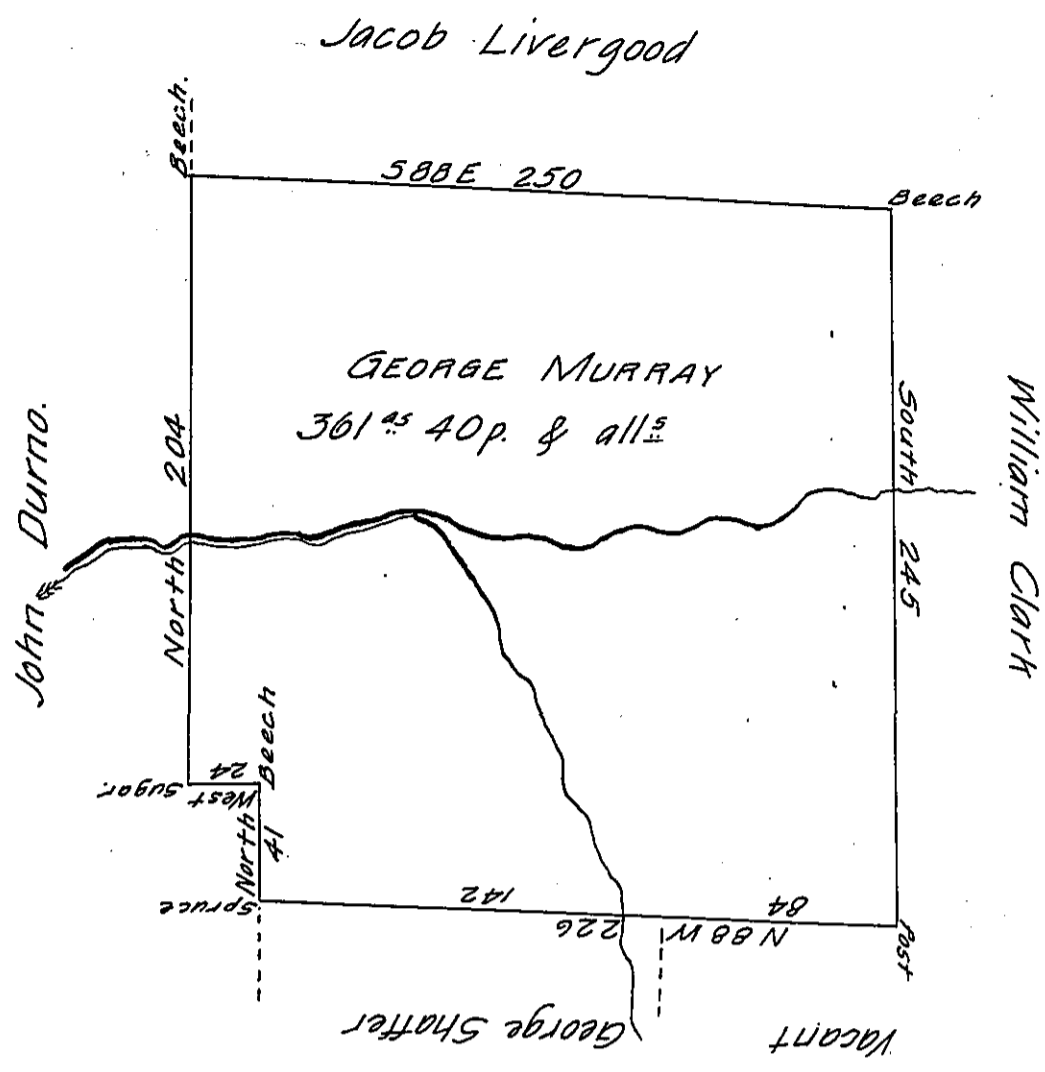 Jacob Livergood
Beech.
S88E 250
Beech
GEORGE MURRAY
361 as 40p. & alls
William Clark
South 245
John Durno.
North 204
Beech
24
West
Sugar.
North 41
Spruce
142
84
226
N 88 W
Post
George Shaffer
Vacant